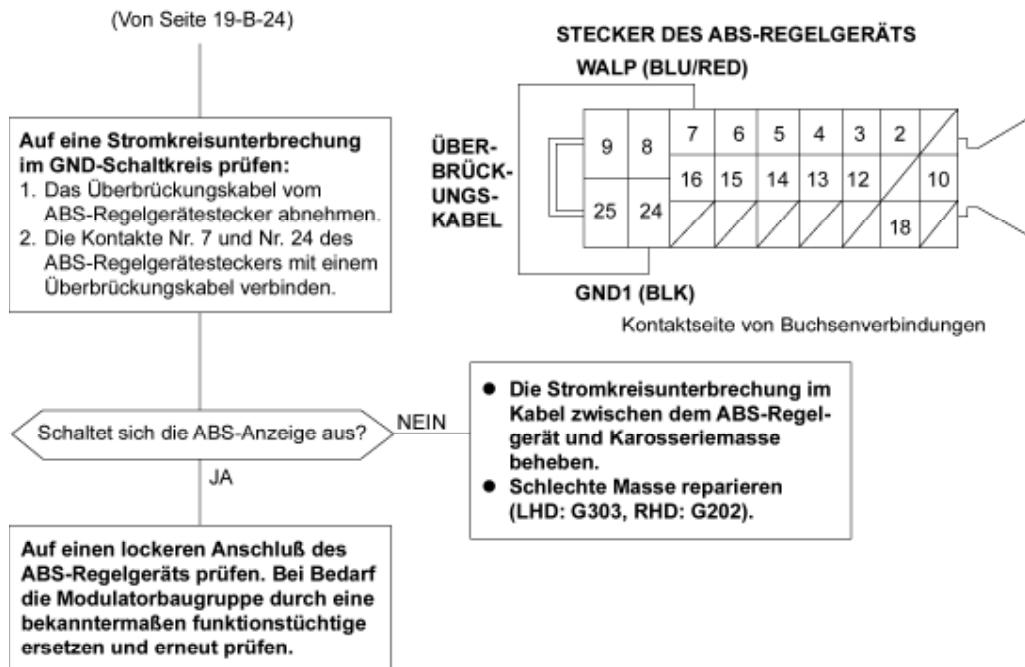 (Von Seite 19-B-24)
Auf eine Stromkreisunterbrechung
im GND-Schaltkreis prüfen:
1. Das Überbrückungskabel vom
ABS-Regelgerätestecker abnehmen.
2. Die Kontakte Nr. 7 und Nr. 24 des
ABS-Regelgerätesteckers mit einem
Überbrückungskabel verbinden.
STECKER DES ABS-REGELGERÄTS
WALP (BLU/RED)
ÜBER-
BRÜCK-
UNGS-
KABEL
9 8 7 6 5 4 3 2
16 15 14 13 12 10
25 24 18
GND1 (BLK)
Kontaktseite von Buchsenverbindungen
Schaltet sich die ABS-Anzeige aus?
NEIN
● Die Stromkreisunterbrechung im
Kabel zwischen dem ABS-Regel-
gerät und Karosseriemasse
beheben.
● Schlechte Masse reparieren
(LHD: G303, RHD: G202).
JA
Auf einen lockeren Anschluß des
ABS-Regelgeräts prüfen. Bei Bedarf
die Modulatorbaugruppe durch eine
bekanntermaßen funktionstüchtige
ersetzen und erneut prüfen.